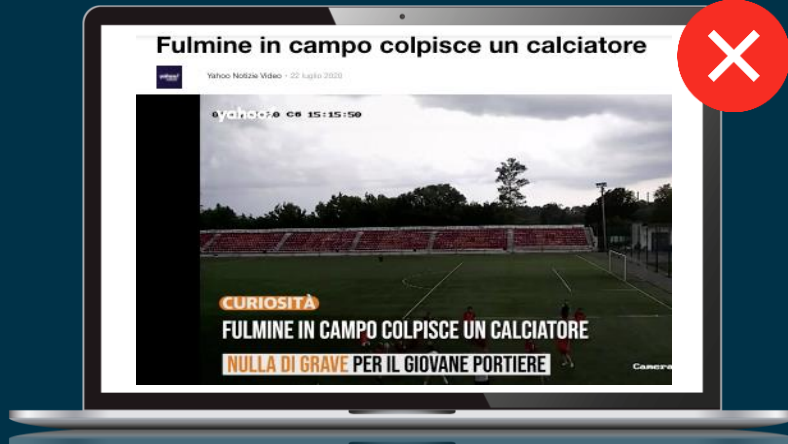 Fulmine in campo colpisce un calciatore
Yahoo Notizie Video - 22 luglio 2020
yahoo!
C6 15:15:50
CURIOSITÀ
FULMINE IN CAMPO COLPISCE UN CALCIATORE
NULLA DI GRAVE PER IL GIOVANE PORTIERE
Camera